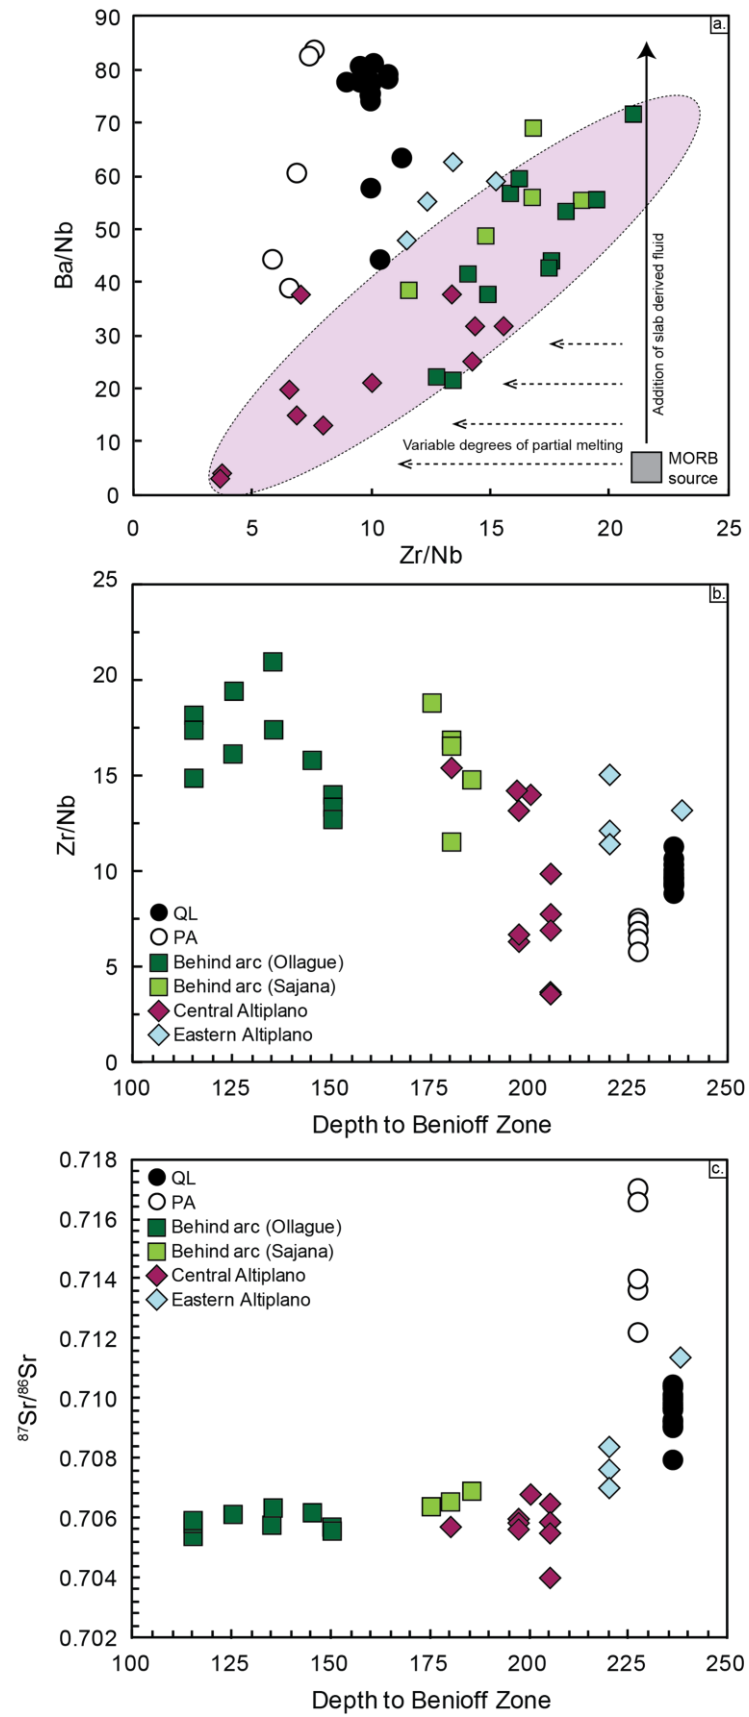 a.
90
80
70
60
50
40
30
20
10
0
Ba/Nb
Addition of slab derived fluid
Variable degrees of partial melting
MORB
source
0 5 10 15 20 25
Zr/Nb
b.
25
20
15
10
5
0
Zr/Nb
QL
PA
Behind arc (Ollague)
Behind arc (Sajana)
Central Altiplano
Eastern Altiplano
100 125 150 175 200 225 250
Depth to Benioff Zone
c.
0.718
0.716
0.714
0.712
0.710
0.708
0.706
0.704
0.702
87Sr/86Sr
QL
PA
Behind arc (Ollague)
Behind arc (Sajana)
Central Altiplano
Eastern Altiplano
100 125 150 175 200 225 250
Depth to Benioff Zone